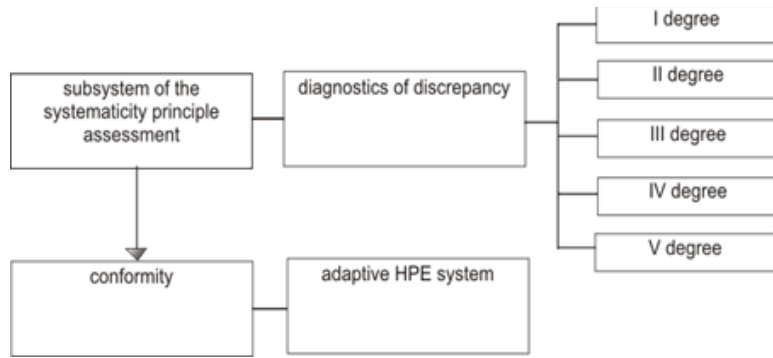 subsystem of the
systematicity principle
assessment
diagnostics of discrepancy
I degree
II degree
III degree
IV degree
V degree
conformity
adaptive HPE system